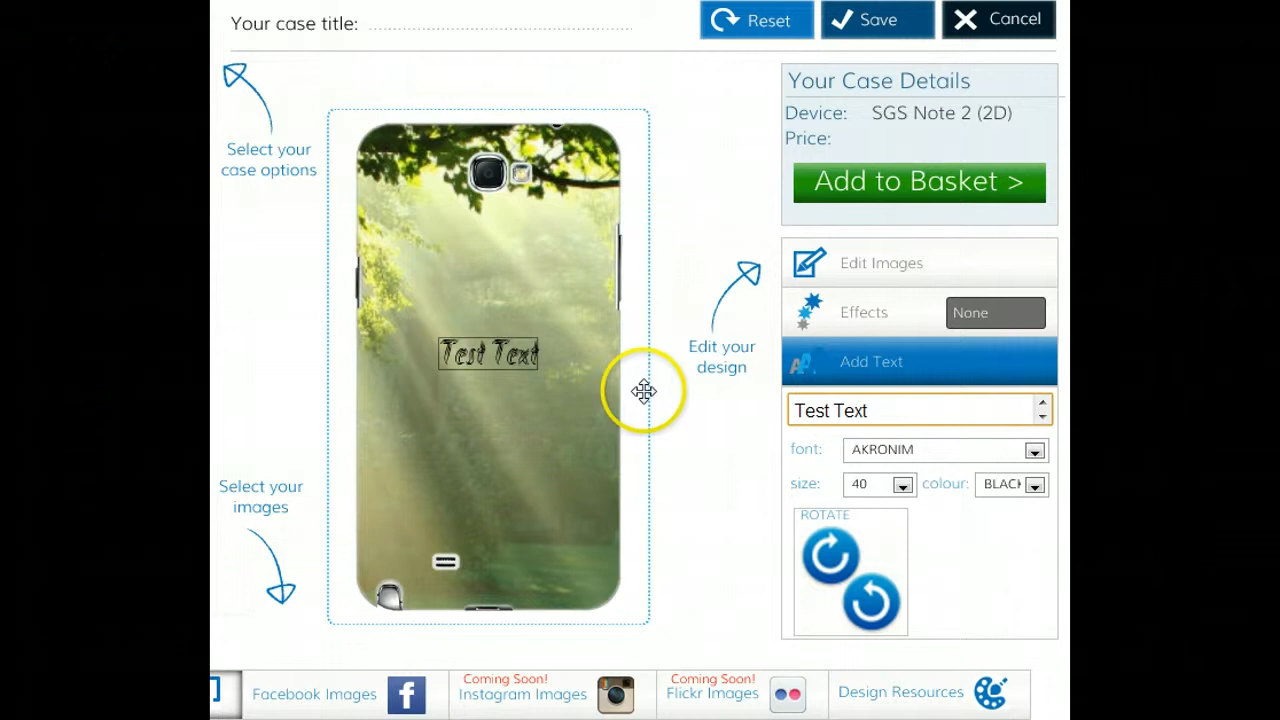 Your case title:
Reset
Save
Cancel
Select your
case options
Your Case Details
Device: SGS Note 2 (2D)
Price:
Add to Basket >
Edit Images
Effects None
Edit your
design
Add Text
Test Text
Test Text
font: AKRONIM
size: 40 colour: BLACK
ROTATE
Select your
images
Facebook Images
Coming Soon!
Instagram Images
Coming Soon!
Flickr Images
Design Resources